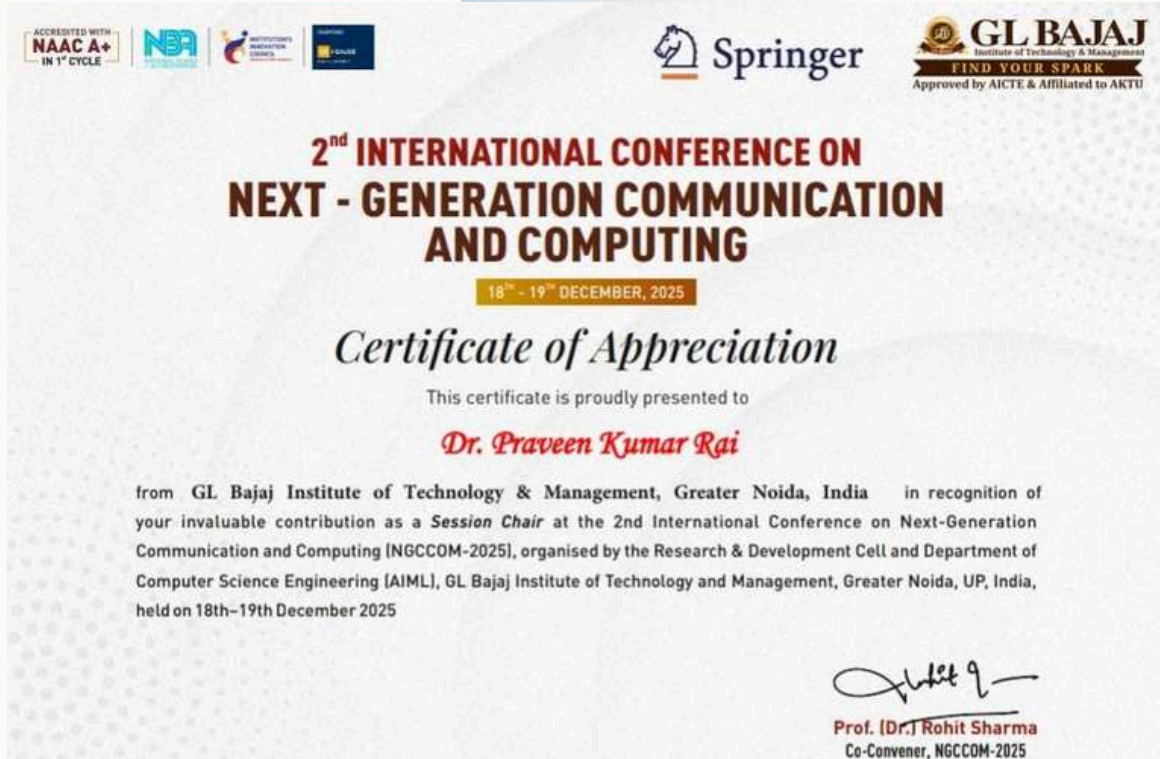 ACCREDITED WITH
NAAC A+
IN 1st CYCLE
NBA
INSTITUTION'S
INNOVATION
COUNCIL
Springer
GL BAJAJ
Institute of Technology & Management
FIND YOUR SPARK
Approved by AICTE & Affiliated to AKTU
2nd INTERNATIONAL CONFERENCE ON
NEXT - GENERATION COMMUNICATION
AND COMPUTING
18TH - 19TH DECEMBER, 2025
Certificate of Appreciation
This certificate is proudly presented to
Dr. Praveen Kumar Rai
from GL Bajaj Institute of Technology & Management, Greater Noida, India in recognition of
your invaluable contribution as a Session Chair at the 2nd International Conference on Next-Generation
Communication and Computing (NGCCOM-2025), organised by the Research & Development Cell and Department of
Computer Science Engineering (AIML), GL Bajaj Institute of Technology and Management, Greater Noida, UP, India,
held on 18th–19th December 2025
Prof. (Dr.) Rohit Sharma
Co-Convener, NGCCOM-2025